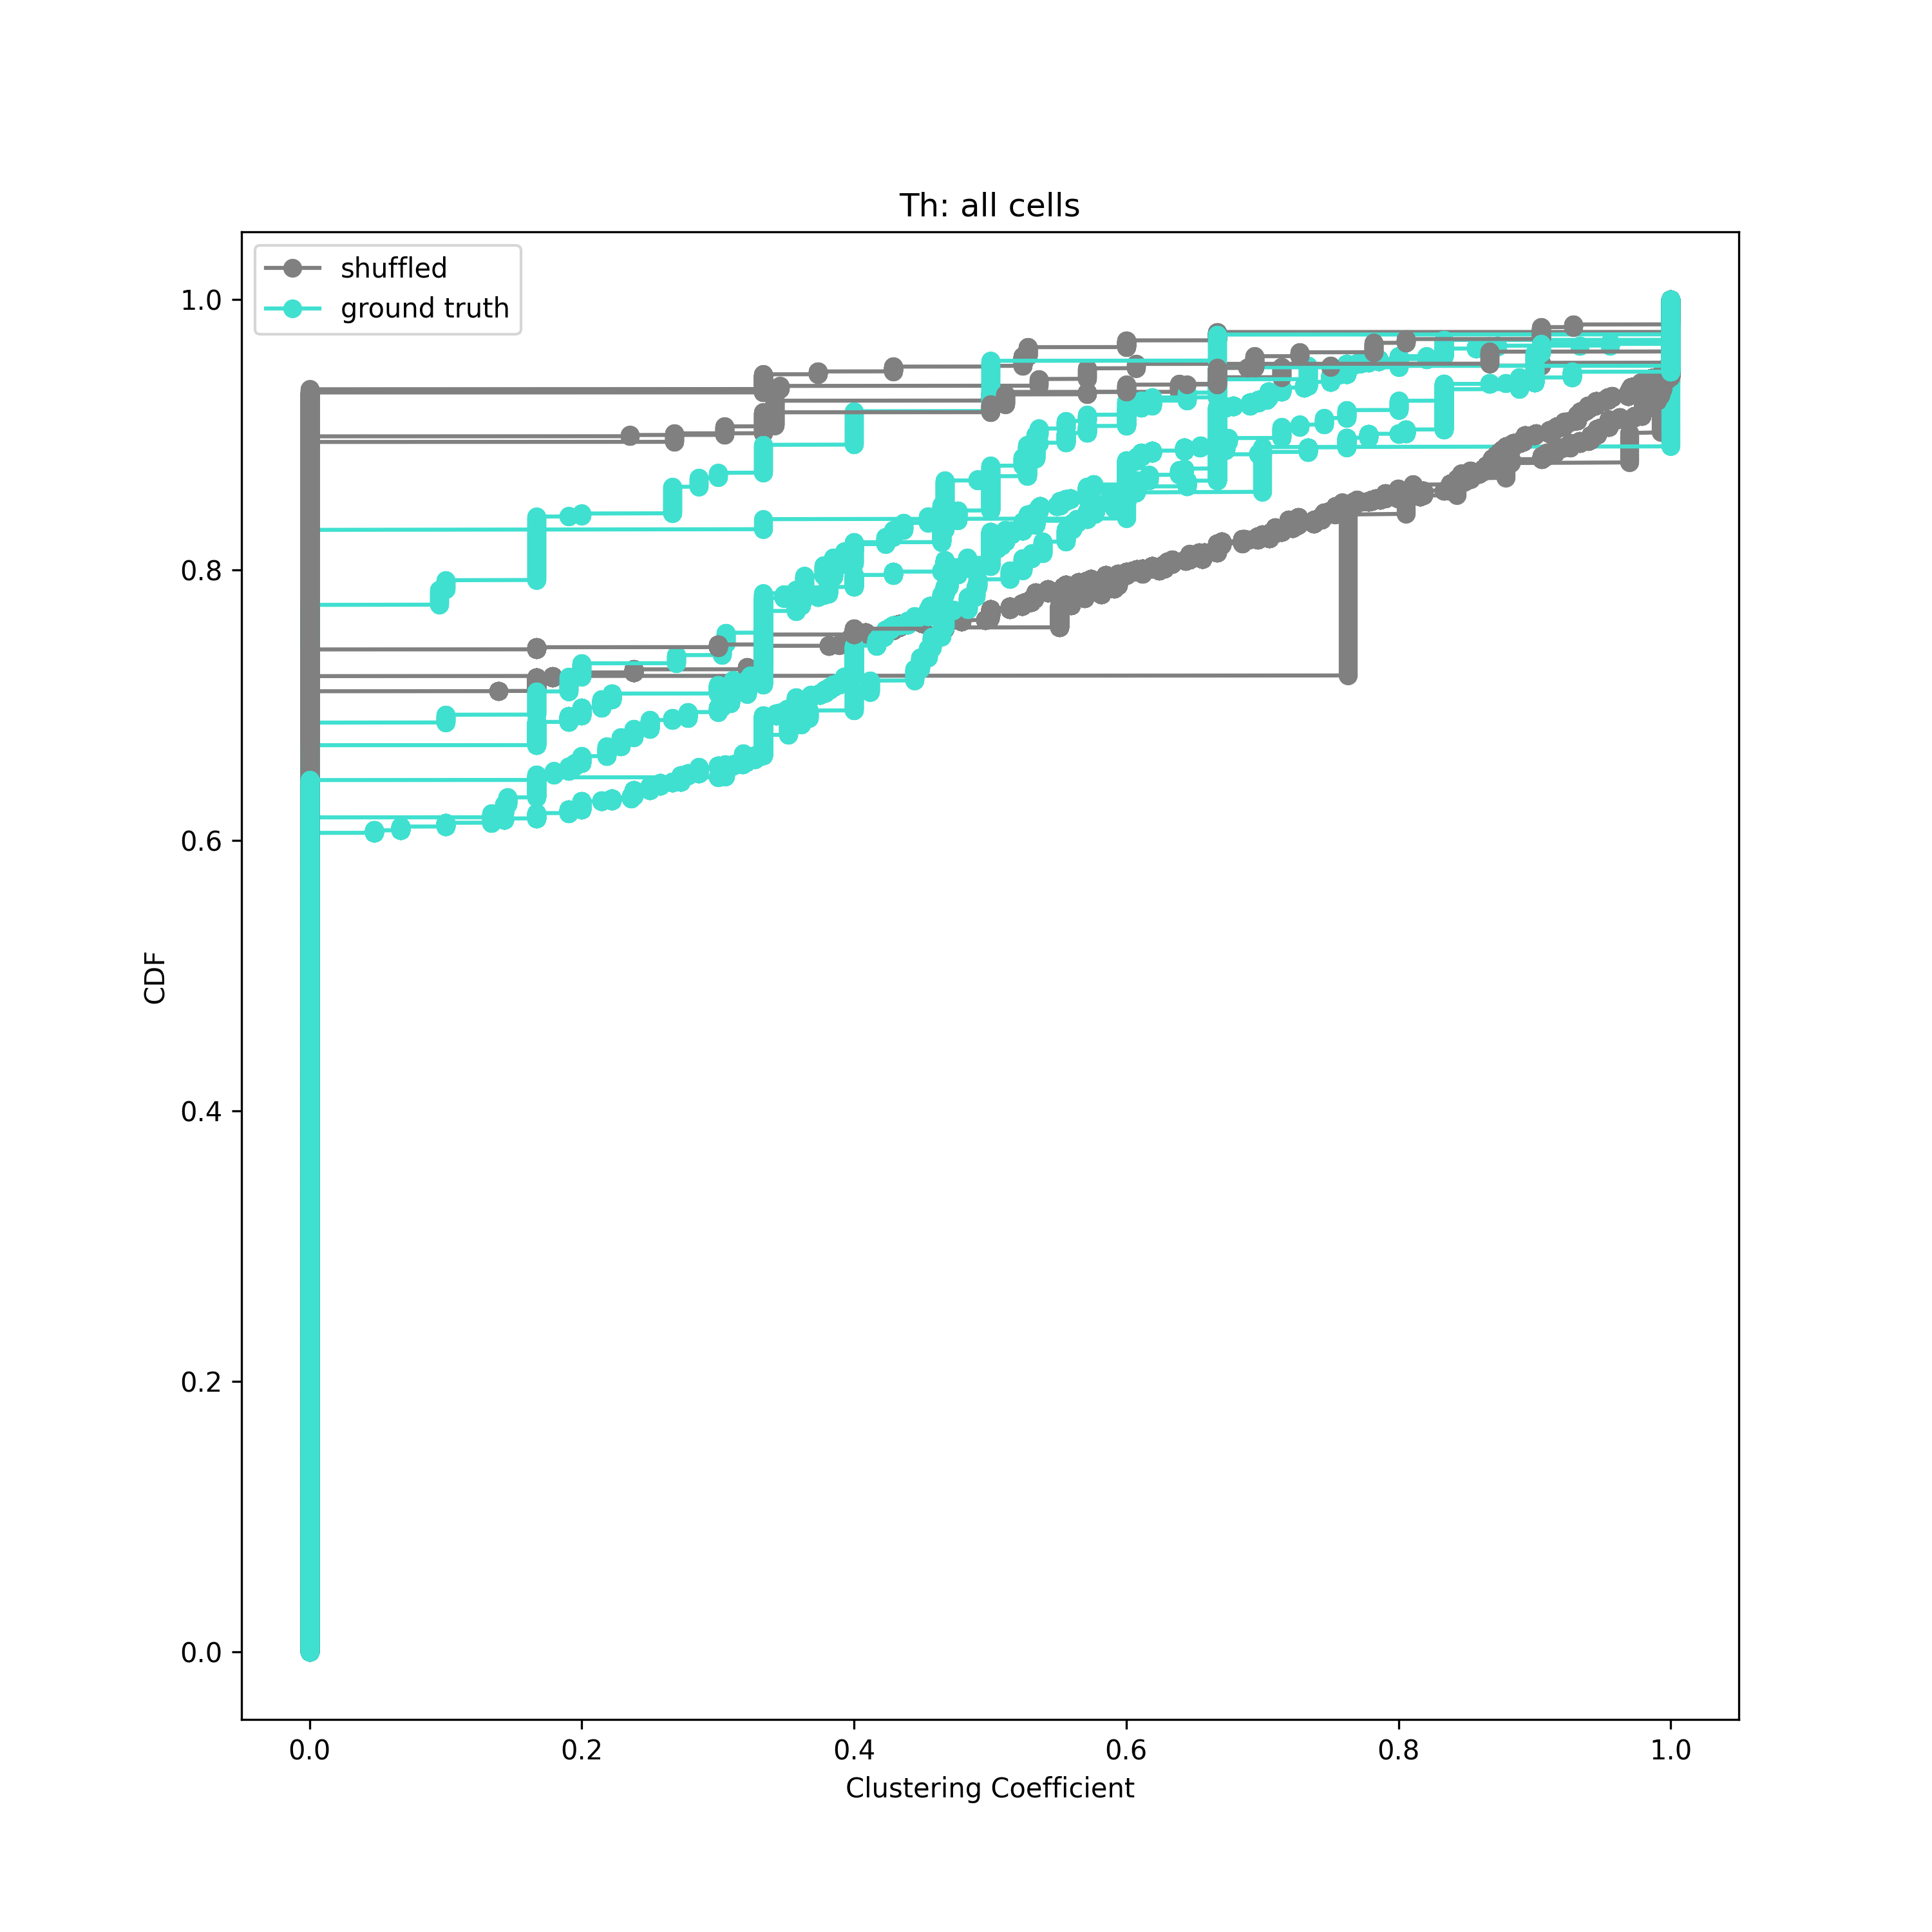 Th: all cells
shuffled
ground truth
1.0
0.8
0.6
0.4
0.2
0.0
CDF
0.0 0.2 0.4 0.6 0.8 1.0
Clustering Coefficient